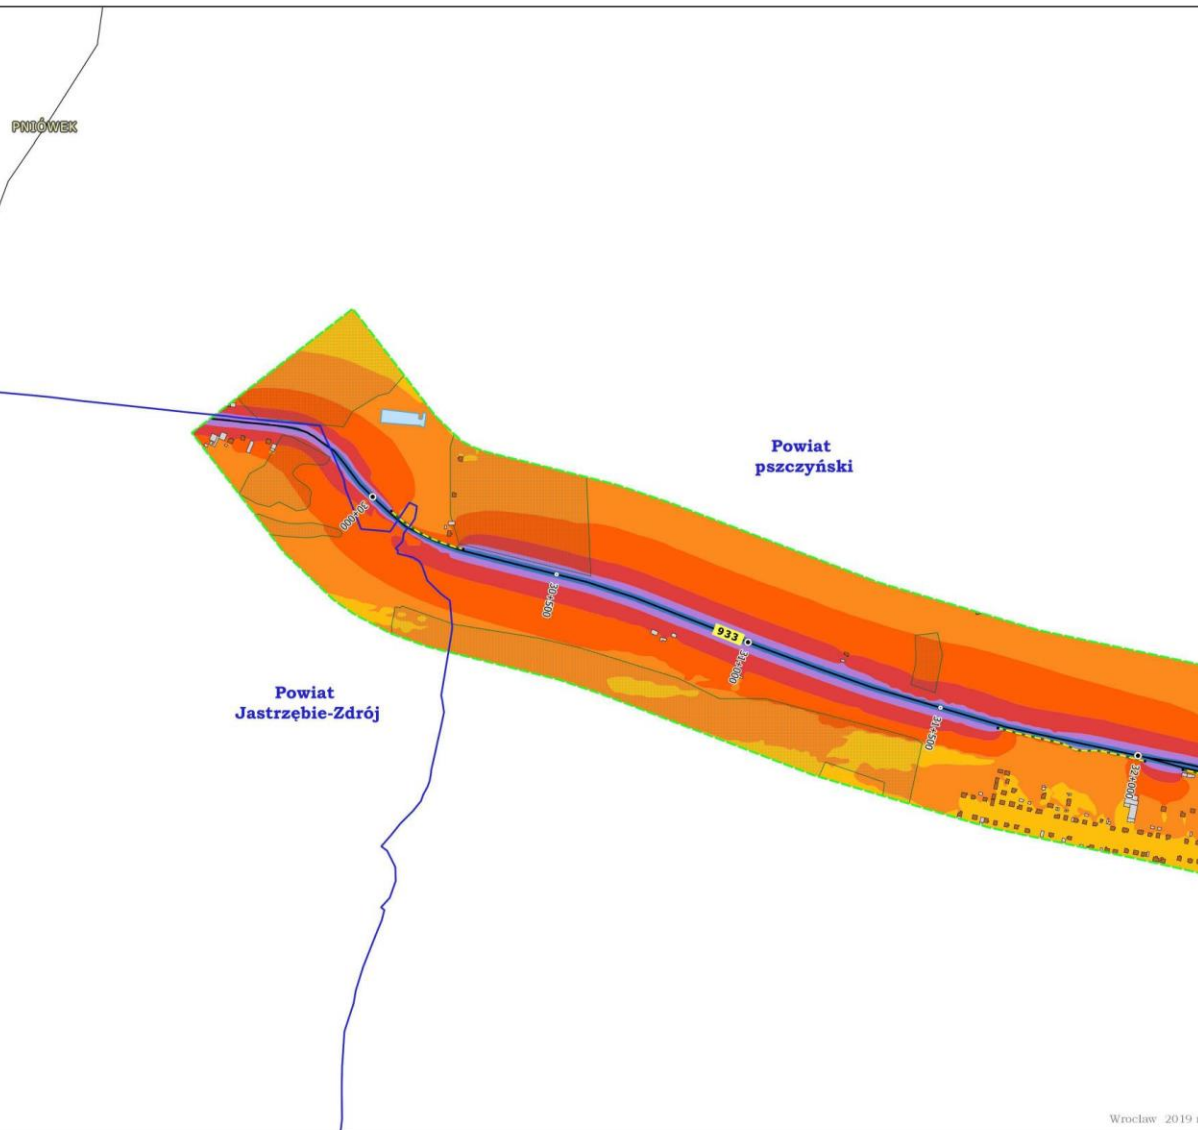 PNIÓWEK
Powiat
pszczyński
30+000
30+500
933
31+000
Powiat
Jastrzębie-Zdrój
31+500
32+000
Wrocław 2019